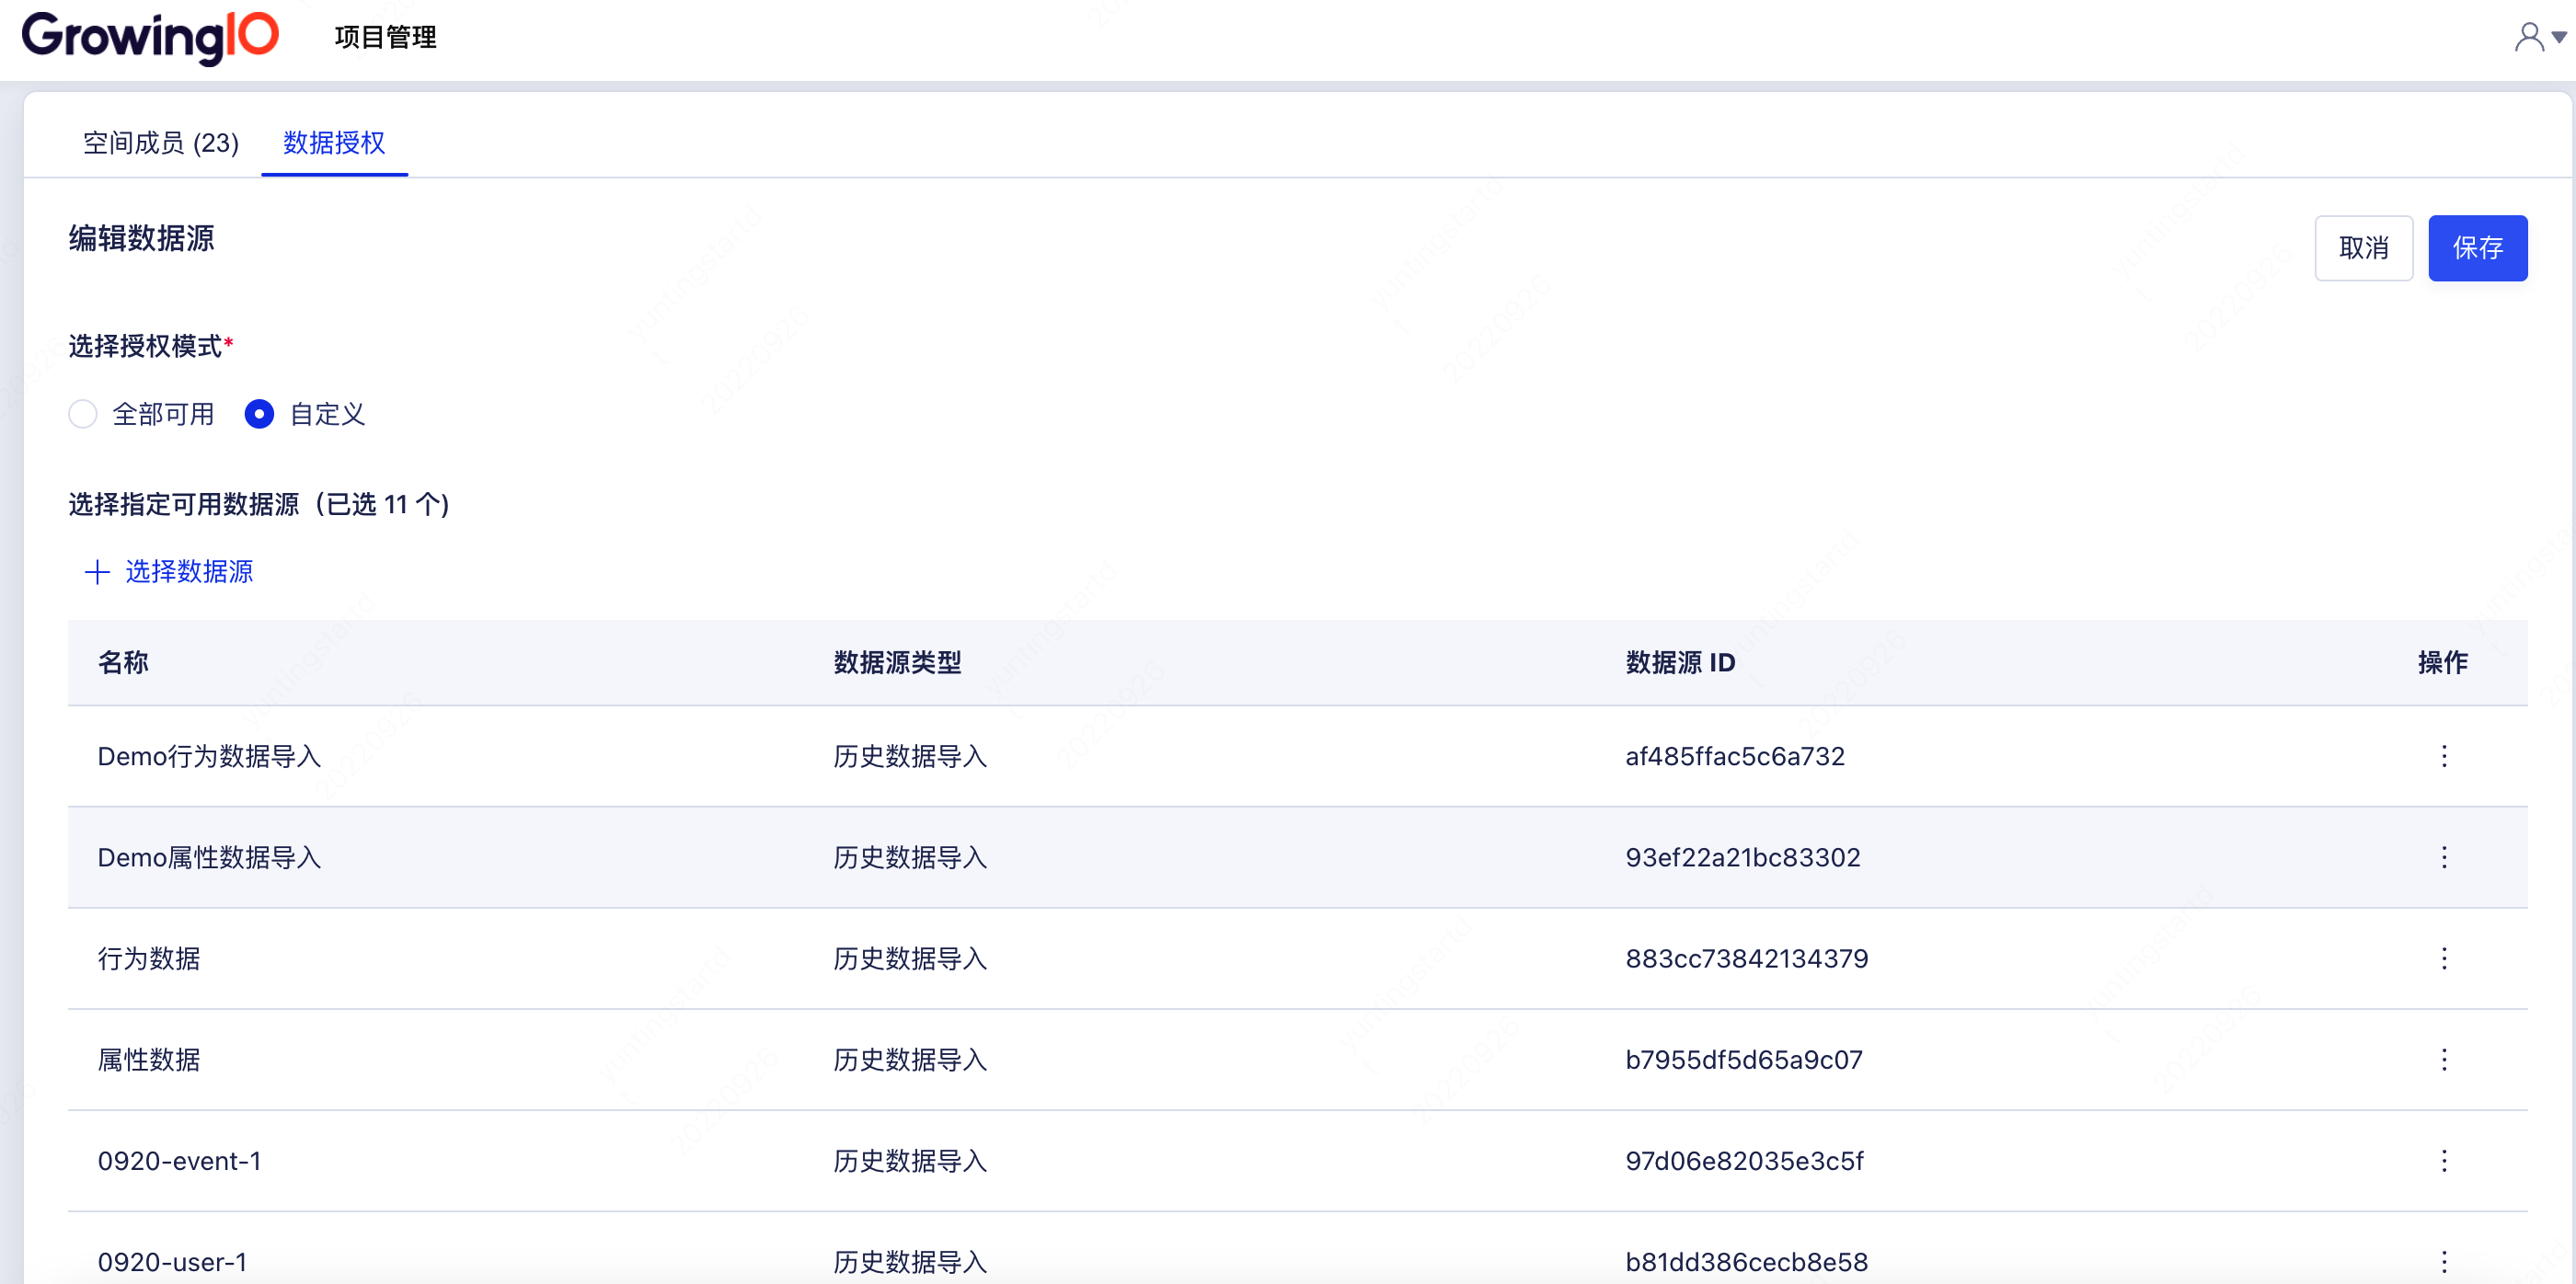 GrowingIO 项目管理
空间成员 (23) 数据授权
编辑数据源
取消 保存
选择授权模式*
全部可用 自定义
选择指定可用数据源（已选 11 个)
选择数据源
名称 数据源类型 数据源 ID 操作
Demo行为数据导入 历史数据导入 af485ffac5c6a732
Demo属性数据导入 历史数据导入 93ef22a21bc83302
行为数据 历史数据导入 883cc73842134379
属性数据 历史数据导入 b7955df5d65a9c07
0920-event-1 历史数据导入 97d06e82035e3c5f
0920-user-1 历史数据导入 b81dd386cecb8e58